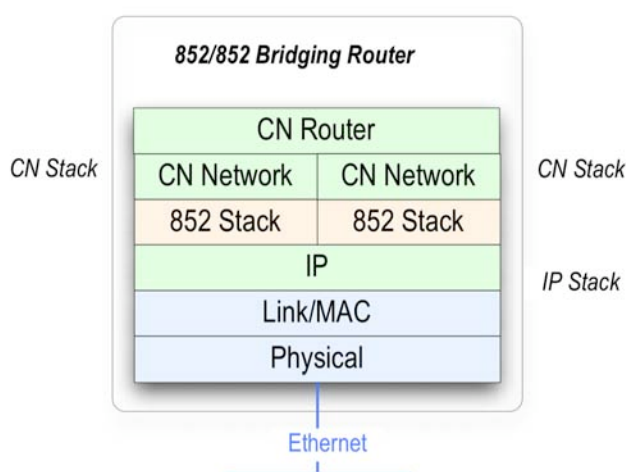 852/852 Bridging Router
CN Router
CN Stack
CN Network
CN Network
CN Stack
852 Stack
852 Stack
IP
IP Stack
Link/MAC
Physical
Ethernet